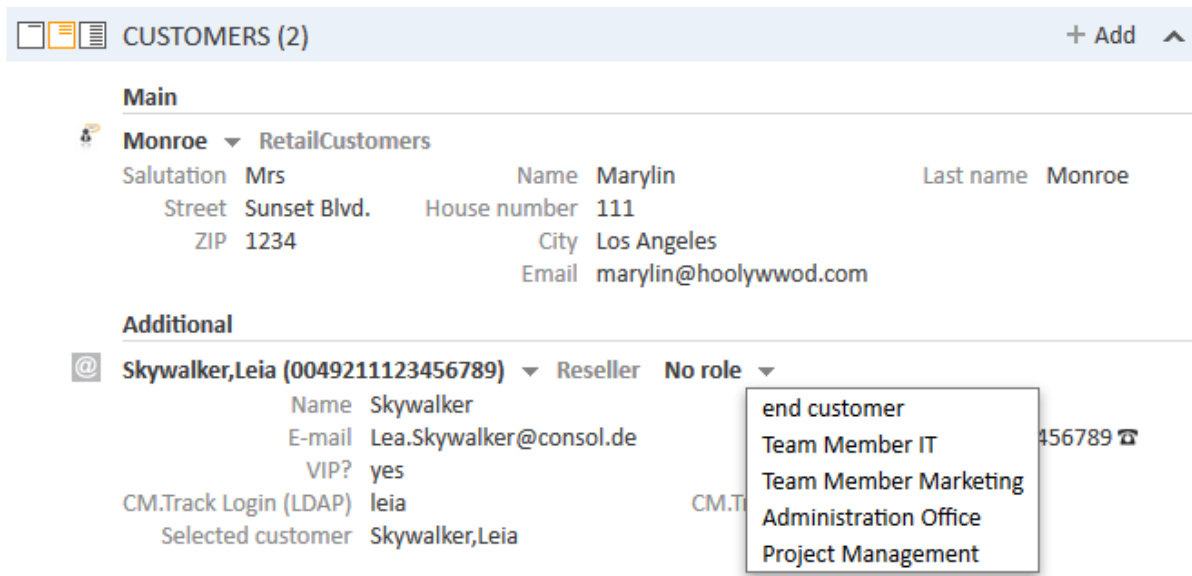 CUSTOMERS (2) + Add
Main
Monroe RetailCustomers
Salutation Mrs Name Marylin Last name Monroe
Street Sunset Blvd. House number 111
ZIP 1234 City Los Angeles
Email marylin@hoolywwod.com
Additional
@ Skywalker,Leia (0049211123456789) Reseller No role
Name Skywalker
end customer
E-mail Lea.Skywalker@consol.de 456789
Team Member IT
VIP? yes
Team Member Marketing
CM.Track Login (LDAP) leia CM.T
Administration Office
Selected customer Skywalker,Leia
Project Management